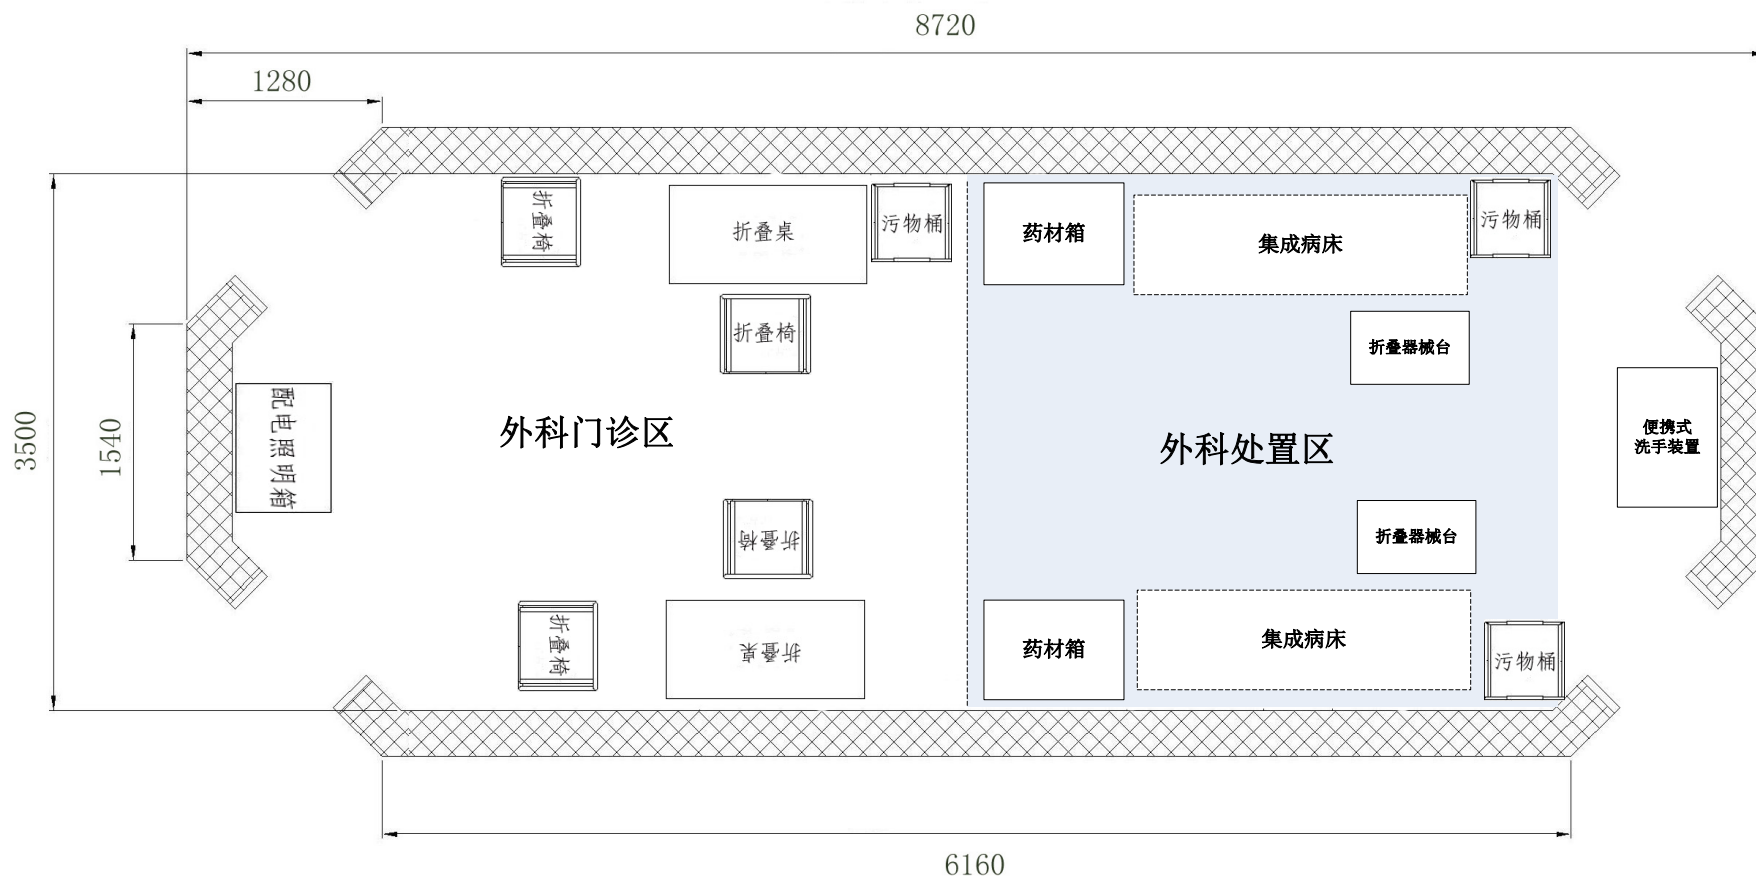 8720
1280
折叠椅
折叠桌
污物桶
药材箱
集成病床
污物桶
折叠椅
折叠器械台
3500
1540
配电照明箱
外科门诊区
外科处置区
便携式
洗手装置
折叠椅
折叠器械台
折叠椅
折叠桌
药材箱
集成病床
污物桶
6160